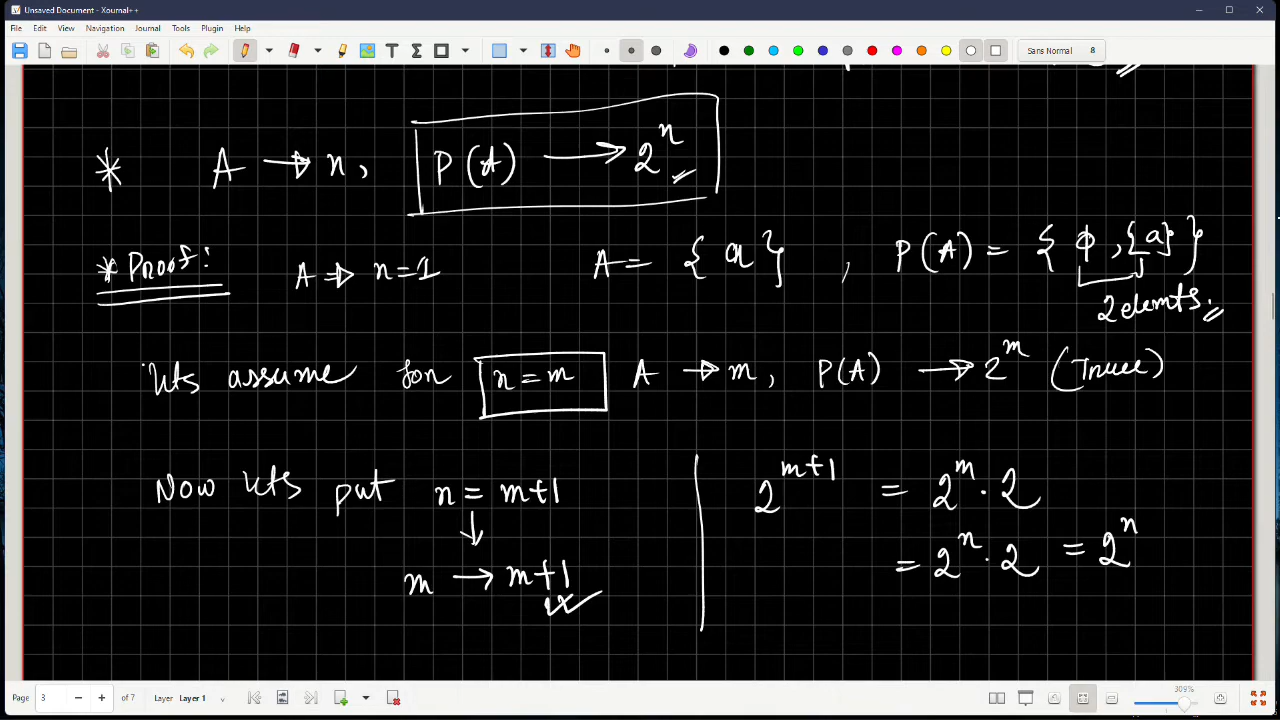 Unsaved Document - Xournal++
File Edit View Navigation Journal Tools Plugin Help
Sans Normal 8
* A → n, P(A) → 2^n
* Proof: A ⇒ n=1 A = {a}, P(A) = {φ, {a}}
2 elemts.
lets assume for n = m A → m, P(A) → 2^m (True)
Now lets put n = m+1
↓
m → m+1
2^{m+1} = 2^m · 2
= 2^n · 2 = 2^n
Page 3 - + of 7 Layer Layer 1 309%